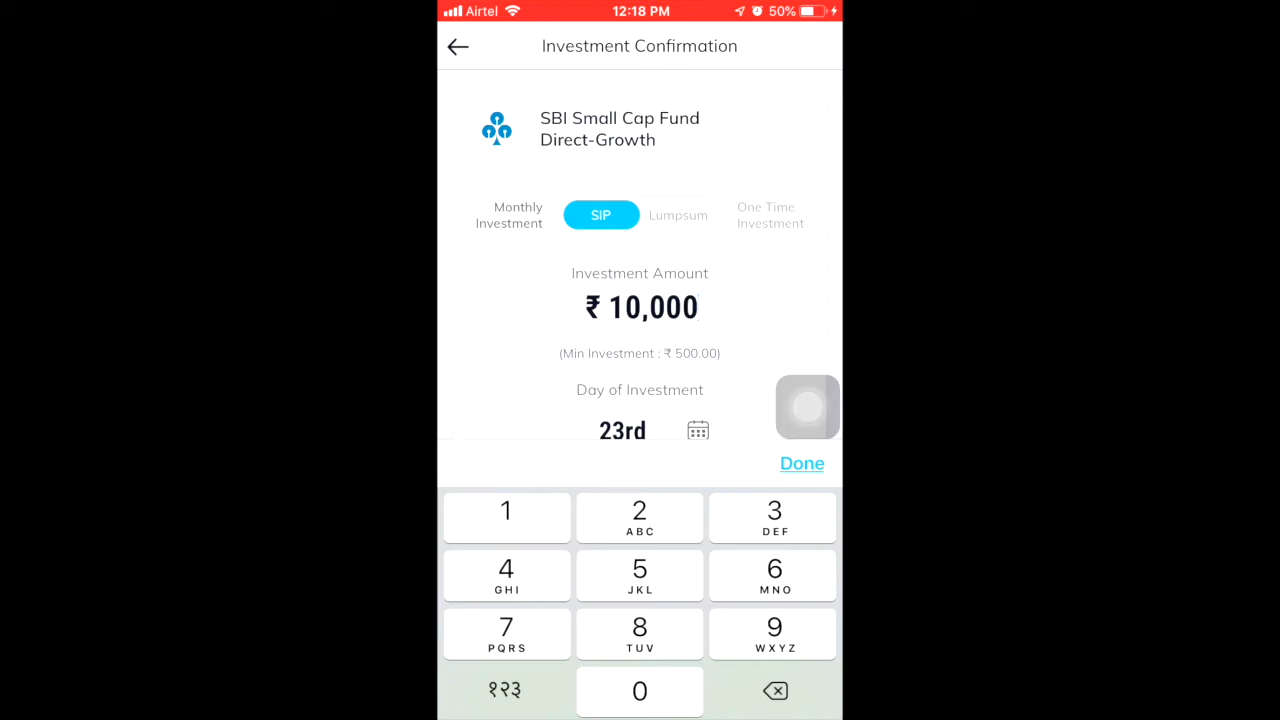 Airtel 12:18 PM 50%
Investment Confirmation
SBI Small Cap Fund
Direct-Growth
Monthly
Investment
SIP
Lumpsum
One Time
Investment
Investment Amount
₹ 10,000
(Min Investment : ₹ 500.00)
Day of Investment
23rd
Done
1
2
ABC
3
DEF
4
GHI
5
JKL
6
MNO
7
PQRS
8
TUV
9
WXYZ
१२३
0